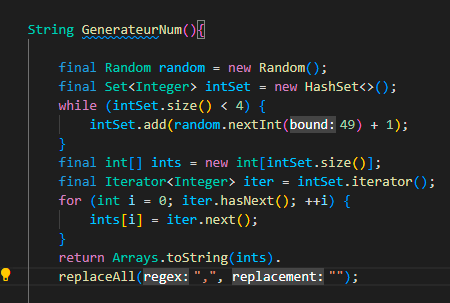 String GenerateurNum(){
final Random random = new Random();
final Set<Integer> intSet = new HashSet<>();
while (intSet.size() < 4) {
intSet.add(random.nextInt(bound: 49) + 1);
}
final int[] ints = new int[intSet.size()];
final Iterator<Integer> iter = intSet.iterator();
for (int i = 0; iter.hasNext(); ++i) {
ints[i] = iter.next();
}
return Arrays.toString(ints).
replaceAll(regex: ",", replacement: "");